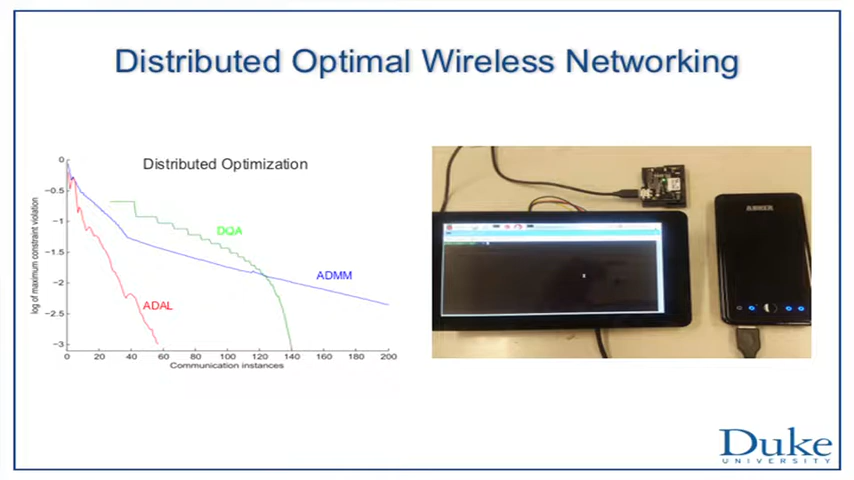 Distributed Optimal Wireless Networking
Distributed Optimization
log of maximum constraint violation
0
−0.5
−1
−1.5
−2
−2.5
−3
DQA
ADMM
ADAL
0 20 40 60 80 100 120 140 160 180 200
Communication instances
ANKER
Duke
UNIVERSITY